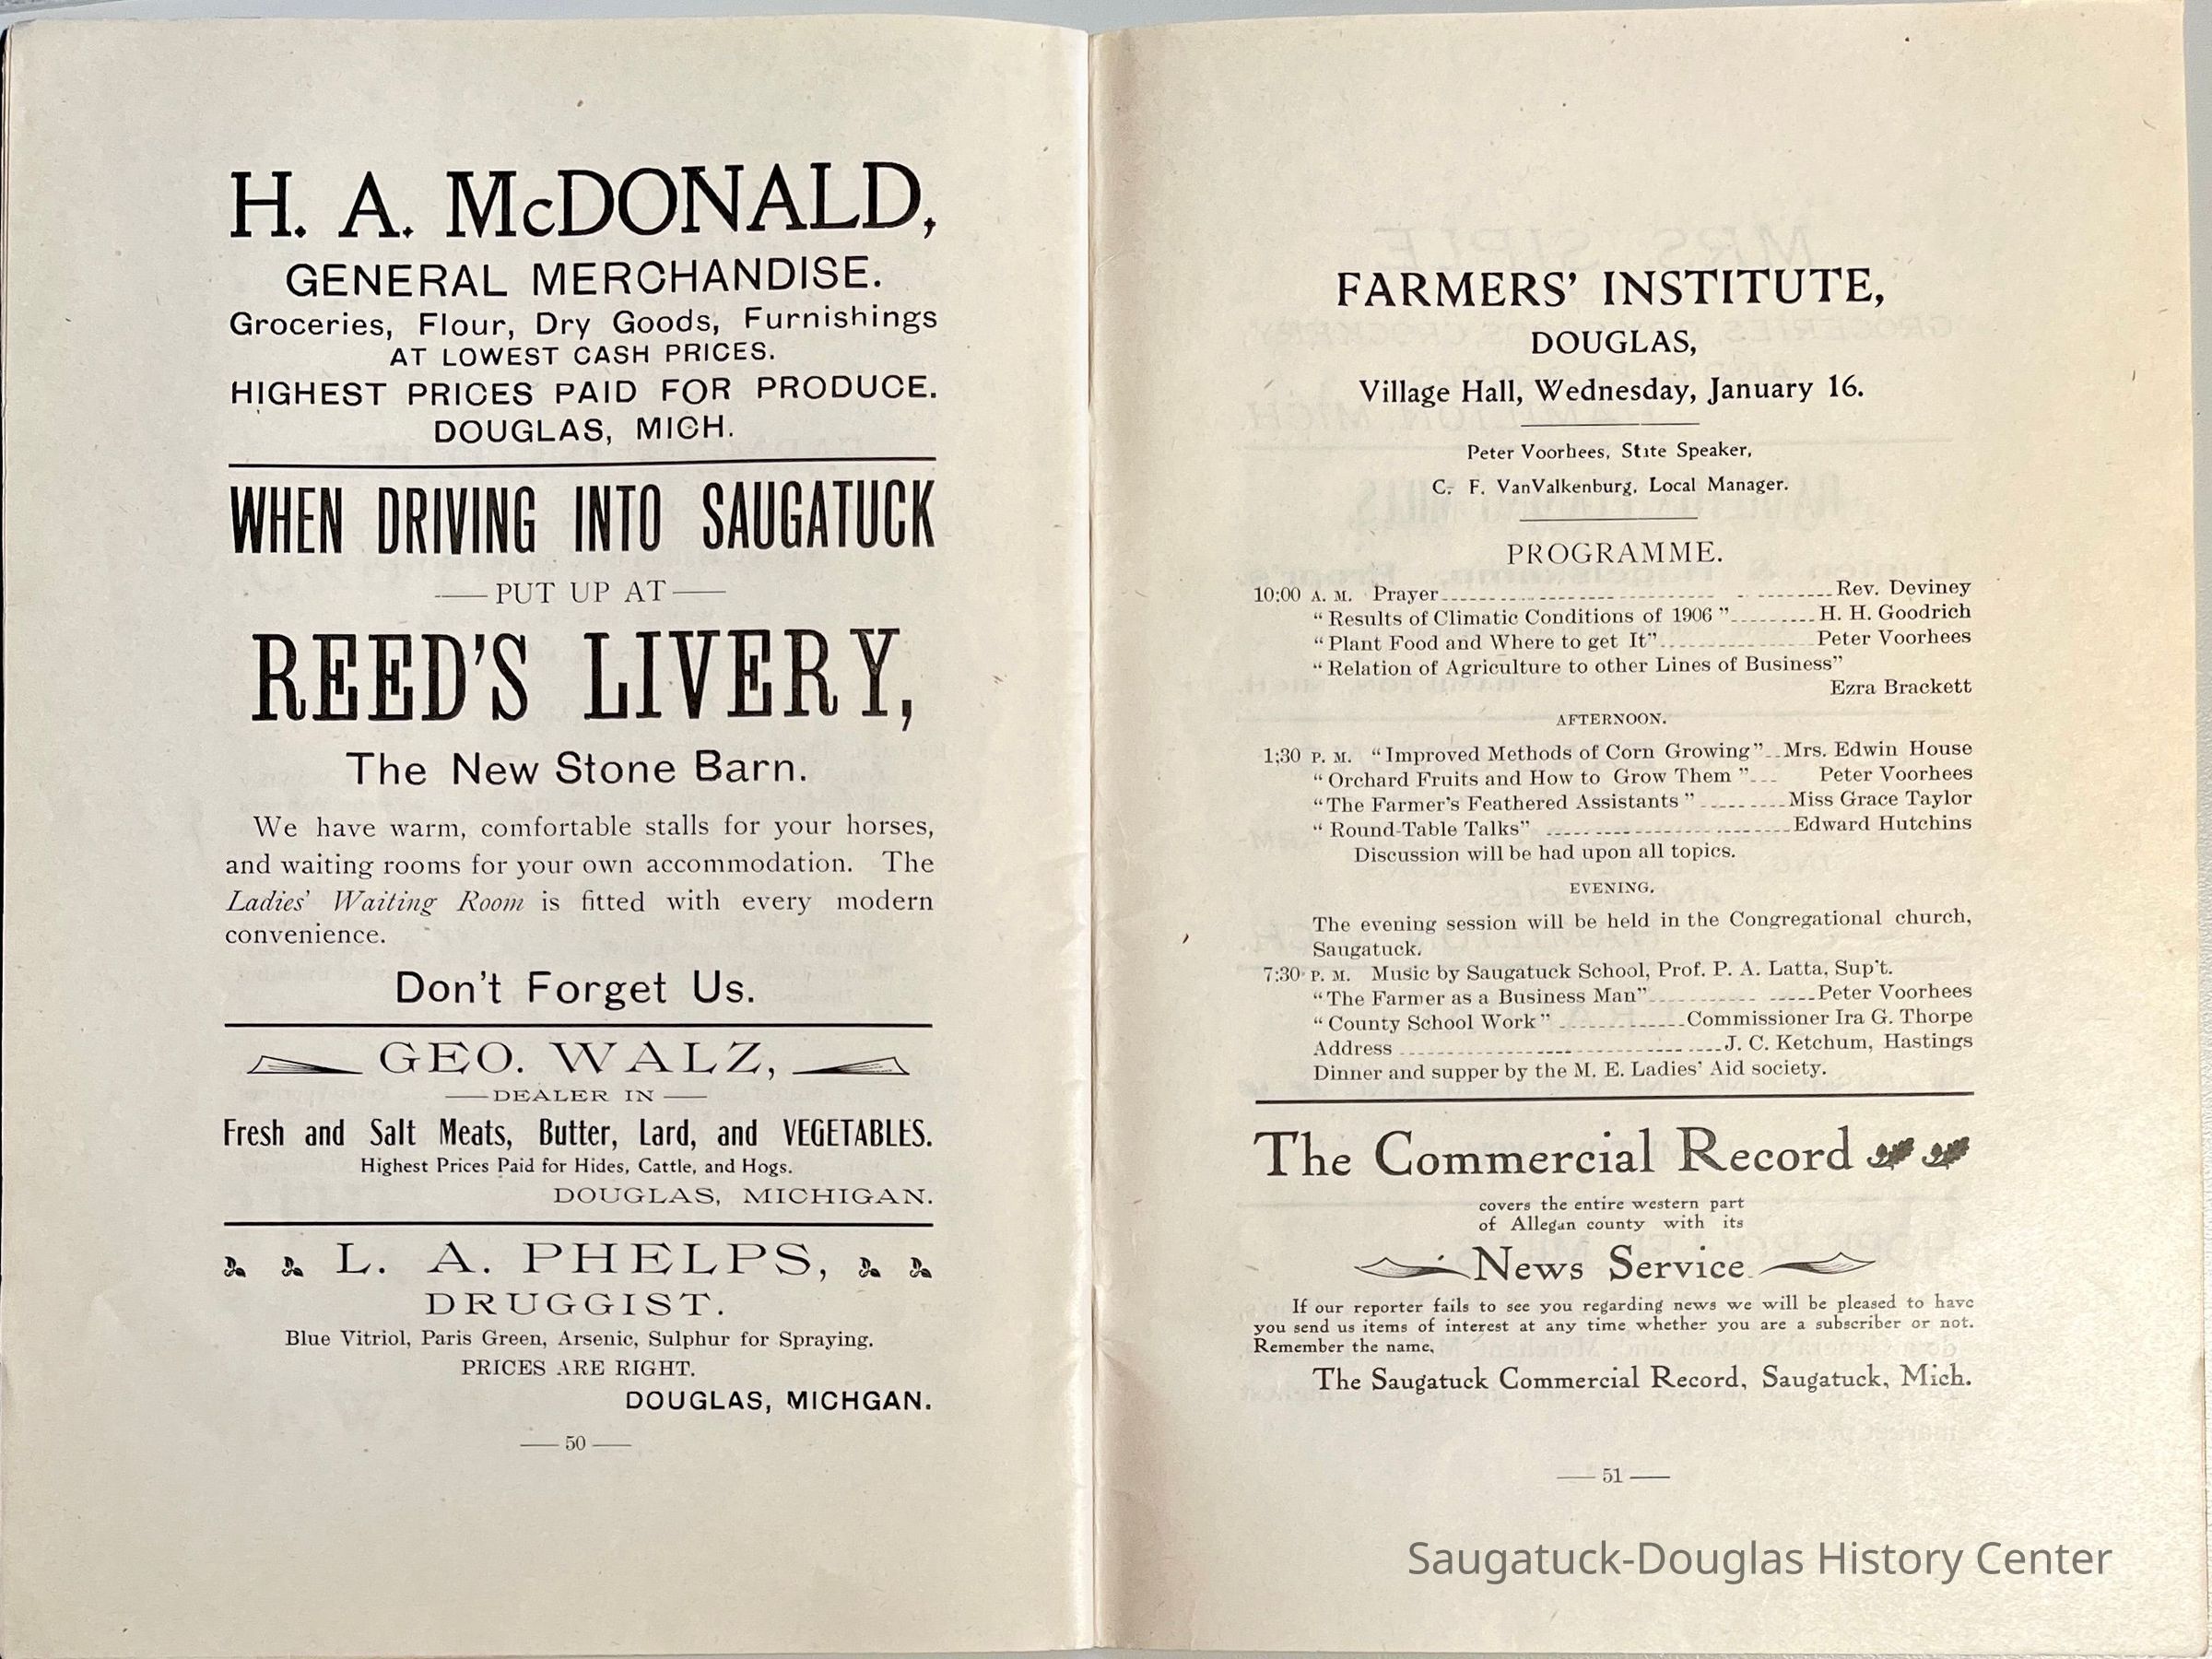 H. A. McDONALD,
GENERAL MERCHANDISE.
Groceries, Flour, Dry Goods, Furnishings
AT LOWEST CASH PRICES.
HIGHEST PRICES PAID FOR PRODUCE.
DOUGLAS, MICH.
WHEN DRIVING INTO SAUGATUCK
—PUT UP AT—
REED'S LIVERY,
The New Stone Barn.
We have warm, comfortable stalls for your horses,
and waiting rooms for your own accommodation. The
Ladies' Waiting Room is fitted with every modern
convenience.
Don't Forget Us.
GEO. WALZ,
—DEALER IN—
Fresh and Salt Meats, Butter, Lard, and VEGETABLES.
Highest Prices Paid for Hides, Cattle, and Hogs.
DOUGLAS, MICHIGAN.
L. A. PHELPS,
DRUGGIST.
Blue Vitriol, Paris Green, Arsenic, Sulphur for Spraying.
PRICES ARE RIGHT.
DOUGLAS, MICHGAN.
—50—
FARMERS' INSTITUTE,
DOUGLAS,
Village Hall, Wednesday, January 16.
Peter Voorhees, State Speaker,
C. F. VanValkenburg, Local Manager.
PROGRAMME.
10:00 A. M. Prayer........Rev. Deviney
"Results of Climatic Conditions of 1906"........H. H. Goodrich
"Plant Food and Where to get It"........Peter Voorhees
"Relation of Agriculture to other Lines of Business"
Ezra Brackett
AFTERNOON.
1;30 P. M. "Improved Methods of Corn Growing"..Mrs. Edwin House
"Orchard Fruits and How to Grow Them"... Peter Voorhees
"The Farmer's Feathered Assistants"........Miss Grace Taylor
"Round-Table Talks"........Edward Hutchins
Discussion will be had upon all topics.
EVENING.
The evening session will be held in the Congregational church,
Saugatuck.
7:30 P. M. Music by Saugatuck School, Prof. P. A. Latta, Sup't.
"The Farmer as a Business Man"........Peter Voorhees
"County School Work"........Commissioner Ira G. Thorpe
Address........J. C. Ketchum, Hastings
Dinner and supper by the M. E. Ladies' Aid society.
The Commercial Record
covers the entire western part
of Allegan county with its
News Service
If our reporter fails to see you regarding news we will be pleased to have
you send us items of interest at any time whether you are a subscriber or not.
Remember the name,
The Saugatuck Commercial Record, Saugatuck, Mich.
—51—
Saugatuck-Douglas History Center